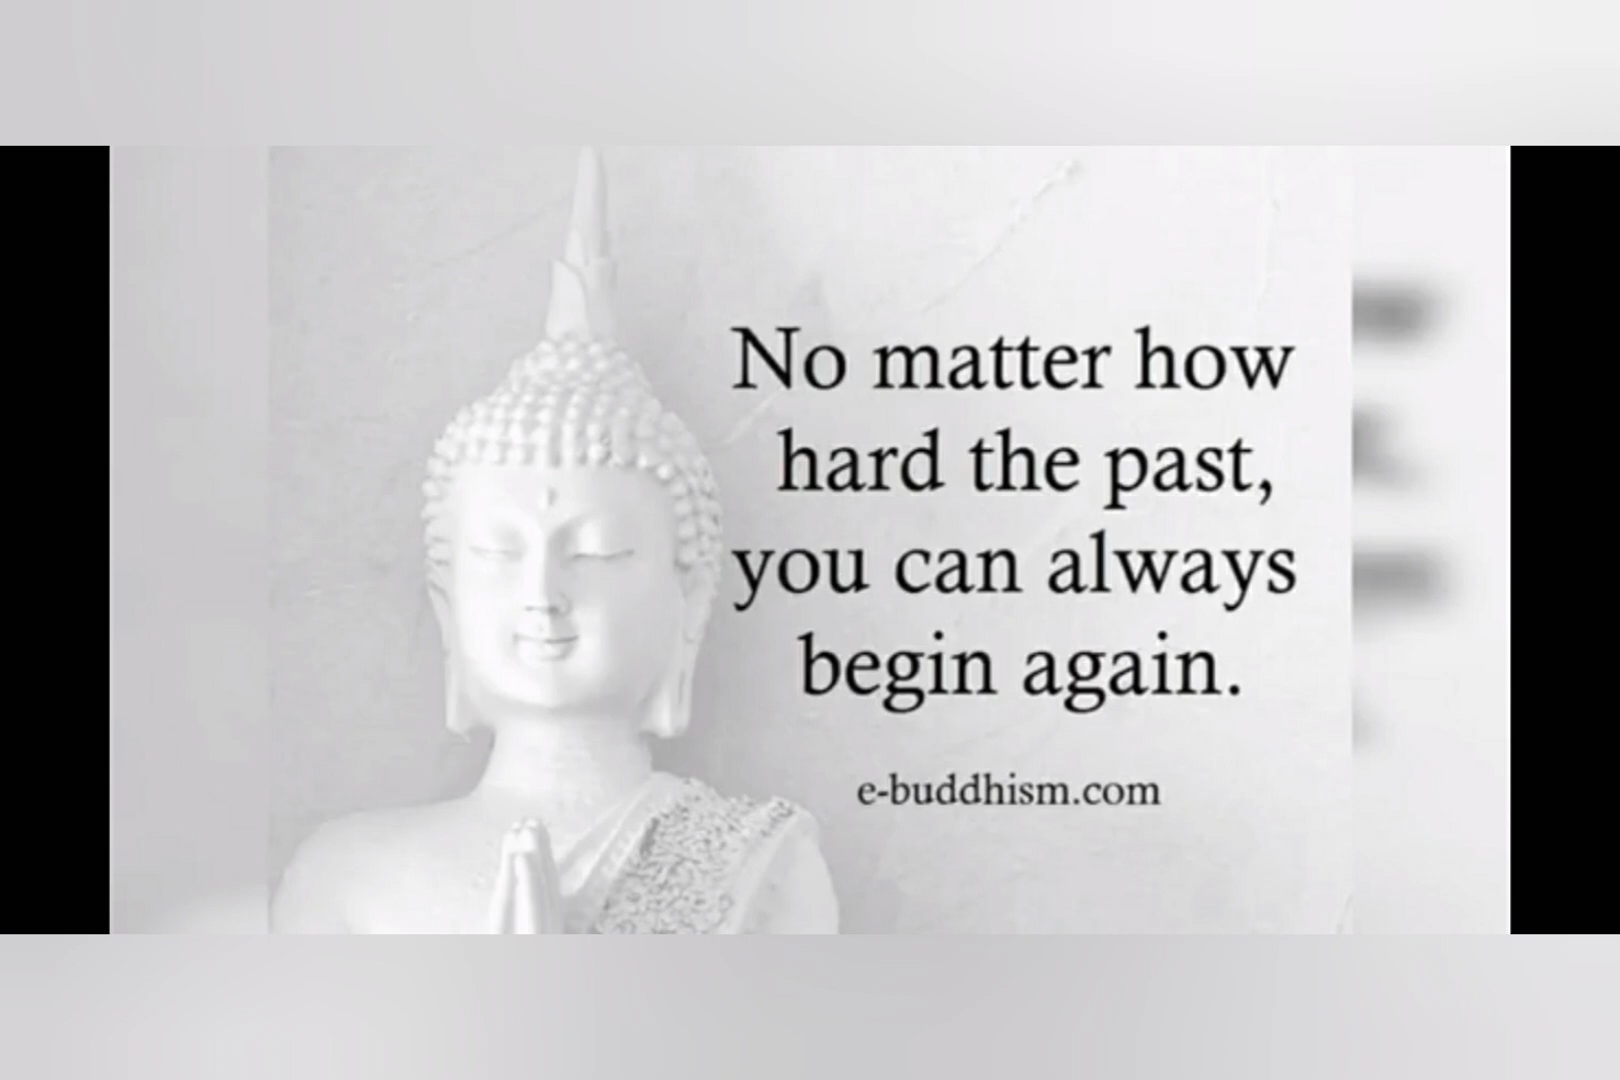 No matter how
hard the past,
you can always
begin again.
e-buddhism.com